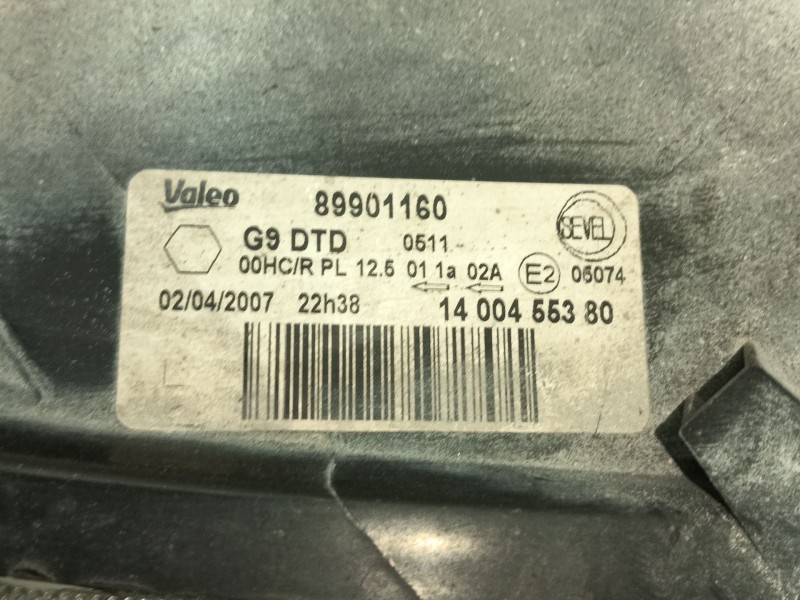 Valeo 89901160
SEVEL
G9 DTD 0511
00HC/R PL 12.5 01 1a 02A E2 05074
02/04/2007 22h38 14 004 553 80
L